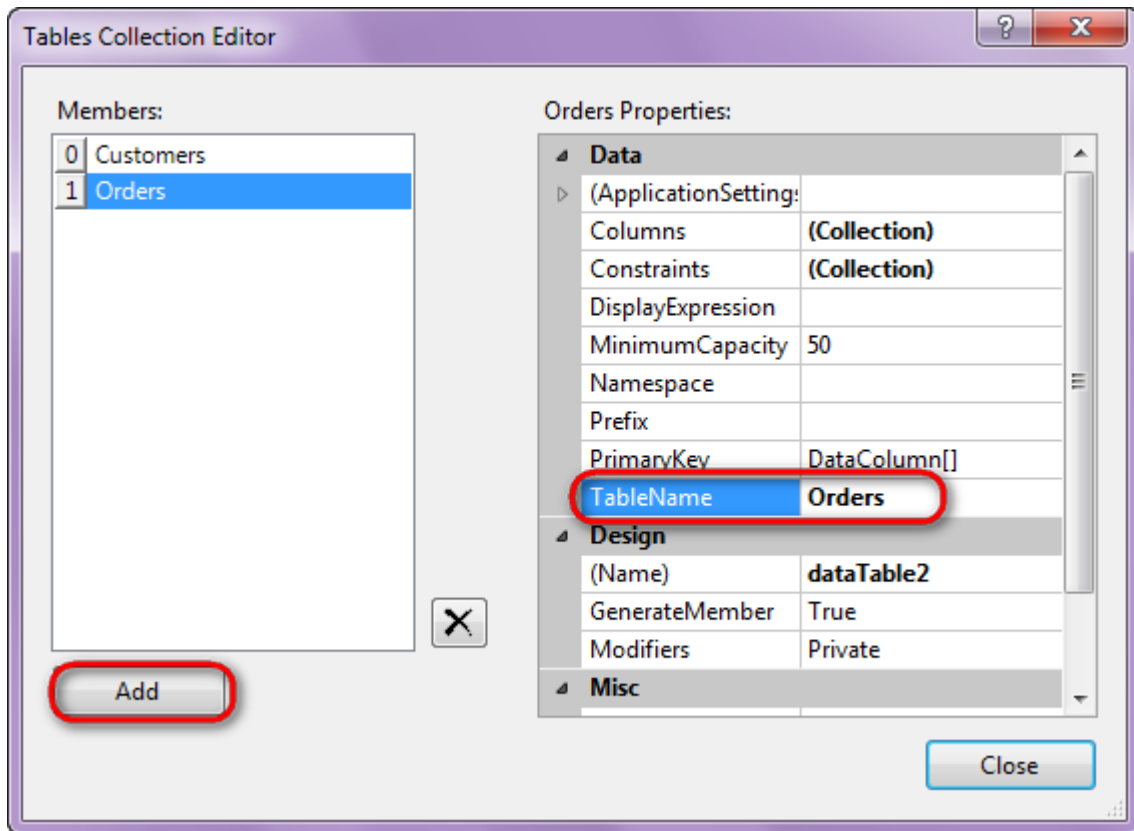 Tables Collection Editor
?
Members:
Orders Properties:
0 Customers
1 Orders
Data
(ApplicationSettings
Columns (Collection)
Constraints (Collection)
DisplayExpression
MinimumCapacity 50
Namespace
Prefix
PrimaryKey DataColumn[]
TableName Orders
Design
(Name) dataTable2
GenerateMember True
Modifiers Private
Misc
Add
Close